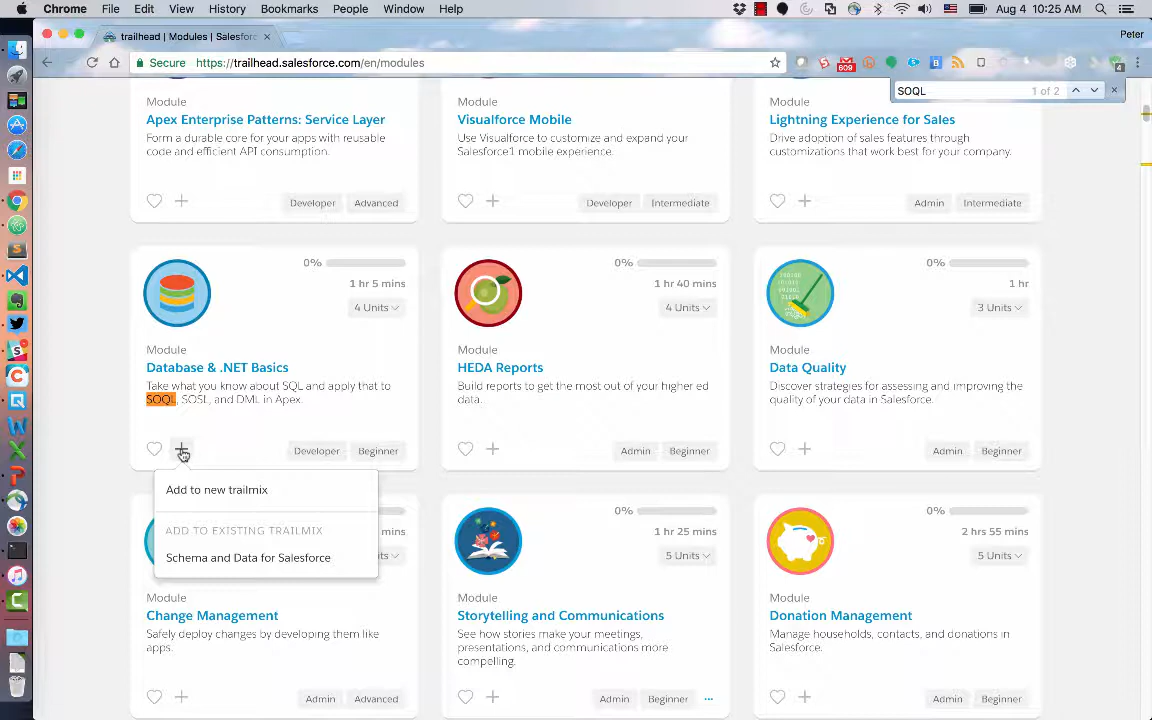 Chrome File Edit View History Bookmarks People Window Help Aug 4 10:25 AM
trailhead | Modules | Salesfor
Peter
Secure https://trailhead.salesforce.com/en/modules
609
4
SOQL 1 of 2
Module
Apex Enterprise Patterns: Service Layer
Form a durable core for your apps with reusable
code and efficient API consumption.
Developer Advanced
Module
Visualforce Mobile
Use Visualforce to customize and expand your
Salesforce1 mobile experience.
Developer Intermediate
Module
Lightning Experience for Sales
Drive adoption of sales features through
customizations that work best for your company.
Admin Intermediate
0%
1 hr 5 mins
4 Units
Module
Database & .NET Basics
Take what you know about SQL and apply that to
SOQL, SOSL, and DML in Apex.
Developer Beginner
0%
1 hr 40 mins
4 Units
Module
HEDA Reports
Build reports to get the most out of your higher ed
data.
Admin Beginner
0%
1 hr
3 Units
Module
Data Quality
Discover strategies for assessing and improving the
quality of your data in Salesforce.
Admin Beginner
Add to new trailmix
ADD TO EXISTING TRAILMIX
Schema and Data for Salesforce
mins
its
Module
Change Management
Safely deploy changes by developing them like
apps.
Admin Advanced
0%
1 hr 25 mins
5 Units
Module
Storytelling and Communications
See how stories make your meetings,
presentations, and communications more
compelling.
Admin Beginner ...
0%
2 hrs 55 mins
5 Units
Module
Donation Management
Manage households, contacts, and donations in
Salesforce.
Admin Beginner